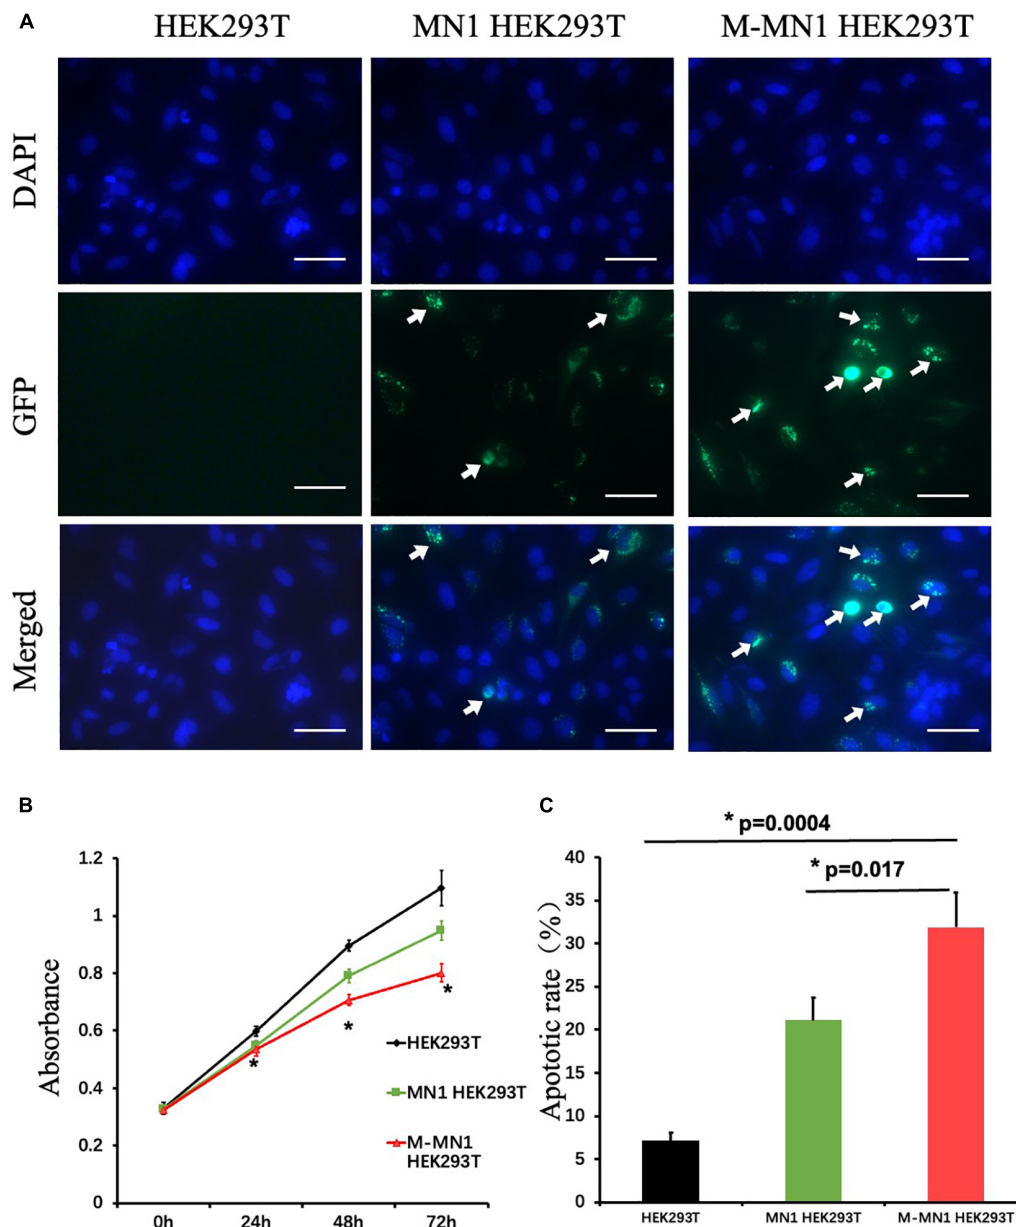 A
HEK293T
MN1 HEK293T
M-MN1 HEK293T
DAPI
GFP
Merged
B
1.2
1
0.8
0.6
0.4
0.2
0
Absorbance
*
*
*
HEK293T
MN1 HEK293T
M-MN1
HEK293T
0h
24h
48h
72h
C
* p=0.0004
* p=0.017
40
35
30
25
20
15
10
5
0
Apototic rate (%)
HEK293T
MN1 HEK293T
M-MN1 HEK293T